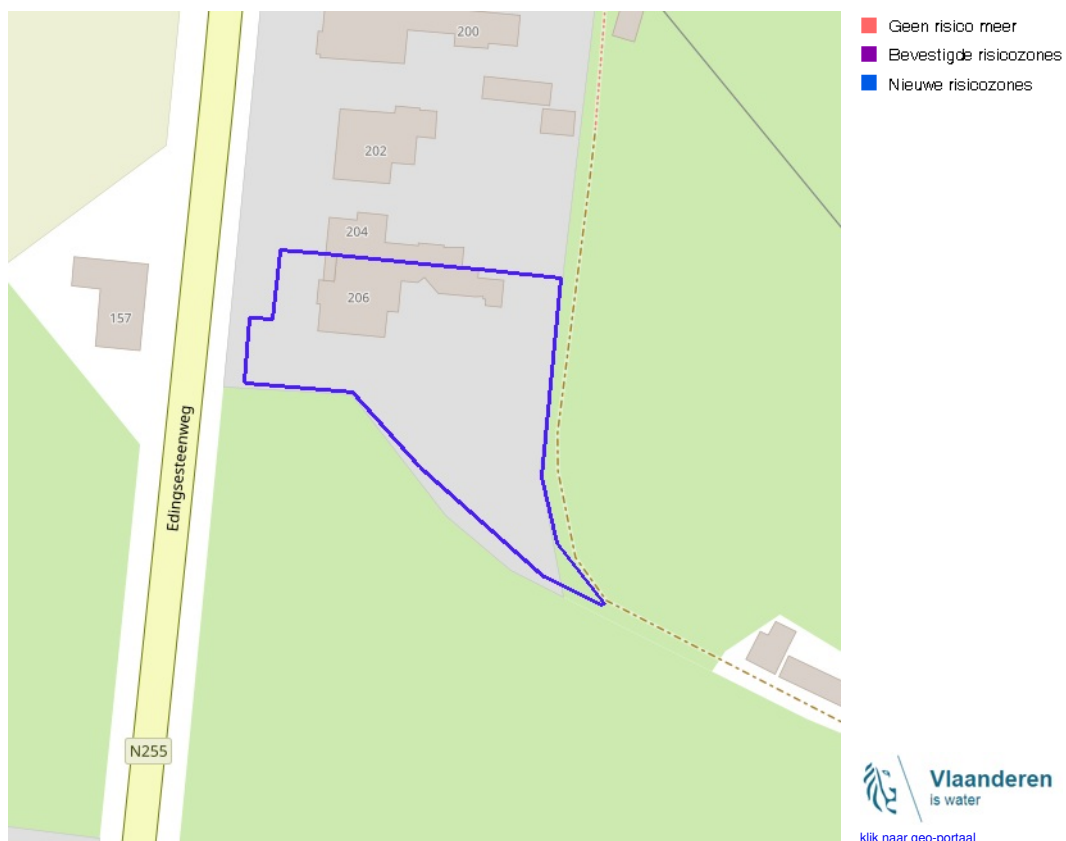 200
202
204
206
157
Edingsesteenweg
N255
Geen risico meer
Bevestigde risicozones
Nieuwe risicozones
Vlaanderen
is water
klik naar geo-portaal